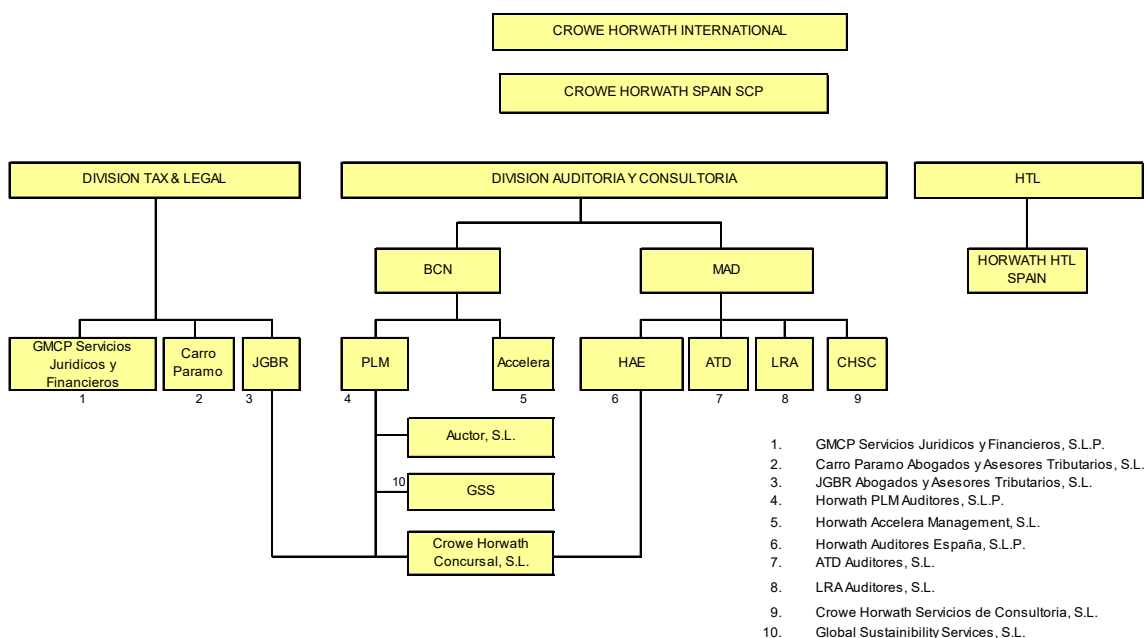 CROWE HORWATH INTERNATIONAL
CROWE HORWATH SPAIN SCP
DIVISION TAX & LEGAL
DIVISION AUDITORIA Y CONSULTORIA
HTL
BCN
MAD
HORWATH HTL
SPAIN
GMCP Servicios
Juridicos y
Financieros
Carro
Paramo
JGBR
PLM
Accelera
HAE
ATD
LRA
CHSC
1
2
3
4
5
6
7
8
9
Auctor, S.L.
10
GSS
Crowe Horwath
Concursal, S.L.
1. GMCP Servicios Juridicos y Financieros, S.L.P.
2. Carro Paramo Abogados y Asesores Tributarios, S.L.
3. JGBR Abogados y Asesores Tributarios, S.L.
4. Horwath PLM Auditores, S.L.P.
5. Horwath Accelera Management, S.L.
6. Horwath Auditores España, S.L.P.
7. ATD Auditores, S.L.
8. LRA Auditores, S.L.
9. Crowe Horwath Servicios de Consultoria, S.L.
10. Global Sustainibility Services, S.L.